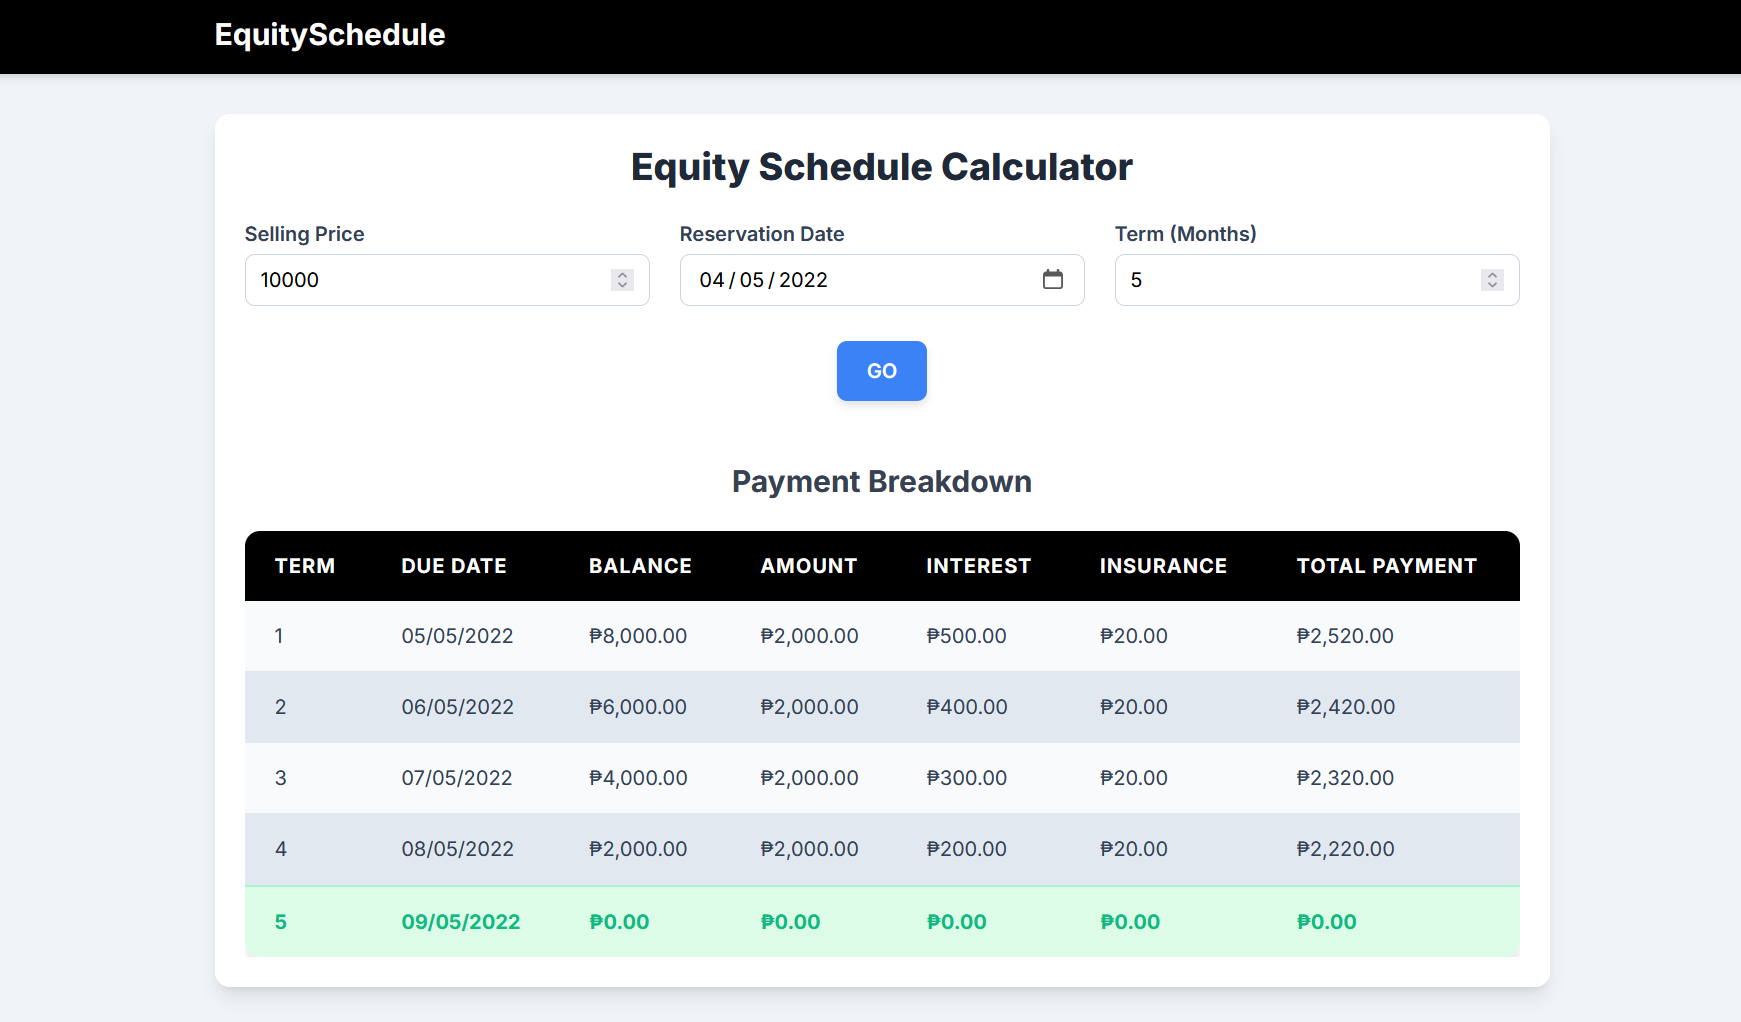 EquitySchedule
Equity Schedule Calculator
Selling Price Reservation Date Term (Months)
10000 04/05/2022 5
GO
Payment Breakdown
TERM DUE DATE BALANCE AMOUNT INTEREST INSURANCE TOTAL PAYMENT
1 05/05/2022 ₱8,000.00 ₱2,000.00 ₱500.00 ₱20.00 ₱2,520.00
2 06/05/2022 ₱6,000.00 ₱2,000.00 ₱400.00 ₱20.00 ₱2,420.00
3 07/05/2022 ₱4,000.00 ₱2,000.00 ₱300.00 ₱20.00 ₱2,320.00
4 08/05/2022 ₱2,000.00 ₱2,000.00 ₱200.00 ₱20.00 ₱2,220.00
5 09/05/2022 ₱0.00 ₱0.00 ₱0.00 ₱0.00 ₱0.00